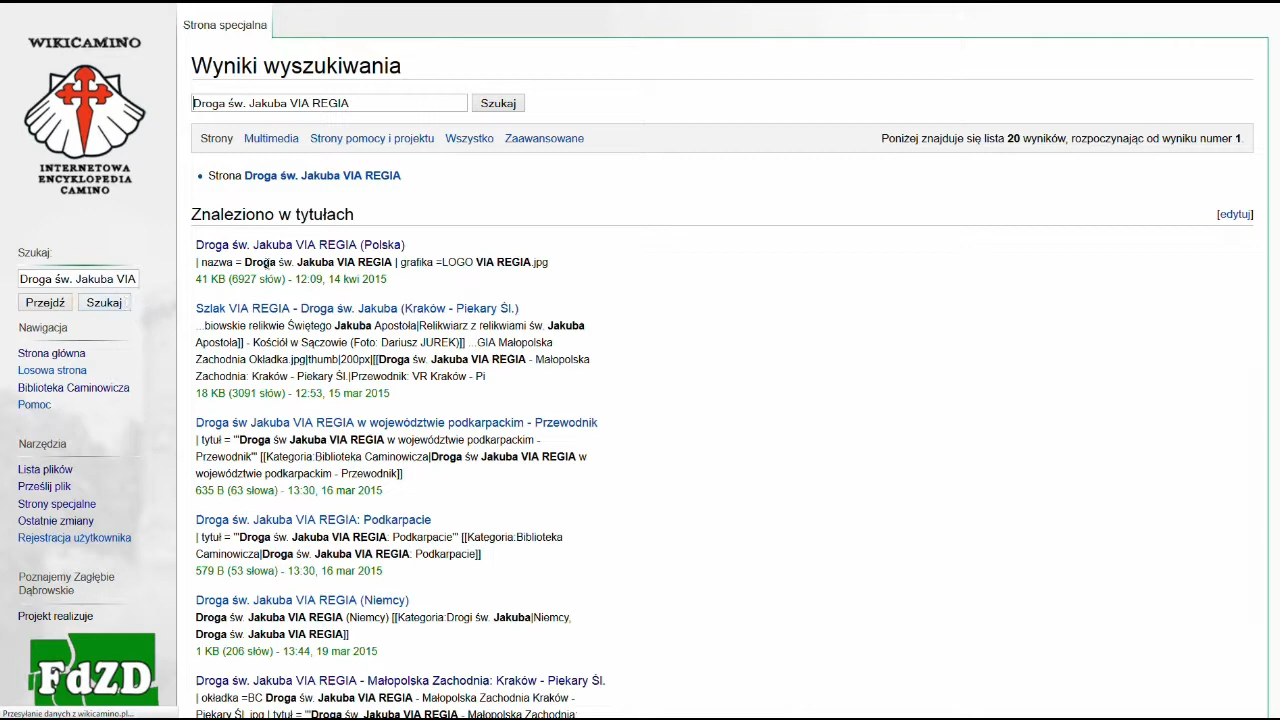 WIKICAMINO
INTERNETOWA
ENCYKLOPEDIA
CAMINO
Szukaj:
Droga św. Jakuba VIA
Przejdź Szukaj
Nawigacja
Strona główna
Losowa strona
Biblioteka Caminowicza
Pomoc
Narzędzia
Lista plików
Prześlij plik
Strony specjalne
Ostatnie zmiany
Rejestracja użytkownika
Poznajemy Zagłębie
Dąbrowskie
Projekt realizuje
FdZD
Przesyłanie danych z wikicamino.pl...
Strona specjalna
Wyniki wyszukiwania
Droga św. Jakuba VIA REGIA Szukaj
Strony Multimedia Strony pomocy i projektu Wszystko Zaawansowane Poniżej znajduje się lista 20 wyników, rozpoczynając od wyniku numer 1.
• Strona Droga św. Jakuba VIA REGIA
Znaleziono w tytułach [edytuj]
Droga św. Jakuba VIA REGIA (Polska)
| nazwa = Droga św. Jakuba VIA REGIA | grafika =LOGO VIA REGIA.jpg
41 KB (6927 słów) - 12:09, 14 kwi 2015
Szlak VIA REGIA - Droga św. Jakuba (Kraków - Piekary Śl.)
...biowskie relikwie Świętego Jakuba Apostoła|Relikwiarz z relikwiami św. Jakuba
Apostoła]] - Kościół w Sączowie (Foto: Dariusz JUREK)]] ...GIA Małopolska
Zachodnia Okładka.jpg|thumb|200px|[[Droga św. Jakuba VIA REGIA - Małopolska
Zachodnia: Kraków - Piekary Śl.|Przewodnik: VR Kraków - Pi
18 KB (3091 słów) - 12:53, 15 mar 2015
Droga św Jakuba VIA REGIA w województwie podkarpackim - Przewodnik
| tytuł = '''Droga św Jakuba VIA REGIA w województwie podkarpackim -
Przewodnik''' [[Kategoria:Biblioteka Caminowicza|Droga św Jakuba VIA REGIA w
województwie podkarpackim - Przewodnik]]
635 B (63 słowa) - 13:30, 16 mar 2015
Droga św. Jakuba VIA REGIA: Podkarpacie
| tytuł = '''Droga św. Jakuba VIA REGIA: Podkarpacie''' [[Kategoria:Biblioteka
Caminowicza|Droga św. Jakuba VIA REGIA: Podkarpacie]]
579 B (53 słowa) - 13:30, 16 mar 2015
Droga św. Jakuba VIA REGIA (Niemcy)
Droga św. Jakuba VIA REGIA (Niemcy) [[Kategoria:Drogi św. Jakuba|Niemcy,
Droga św. Jakuba VIA REGIA]]
1 KB (206 słów) - 13:44, 19 mar 2015
Droga św. Jakuba VIA REGIA - Małopolska Zachodnia: Kraków - Piekary Śl.
| okładka =BC Droga św. Jakuba VIA REGIA - Małopolska Zachodnia Kraków -
Piekary Śl..jpg | tytuł = '''Droga św. Jakuba VIA REGIA - Małopolska Zachodnia: